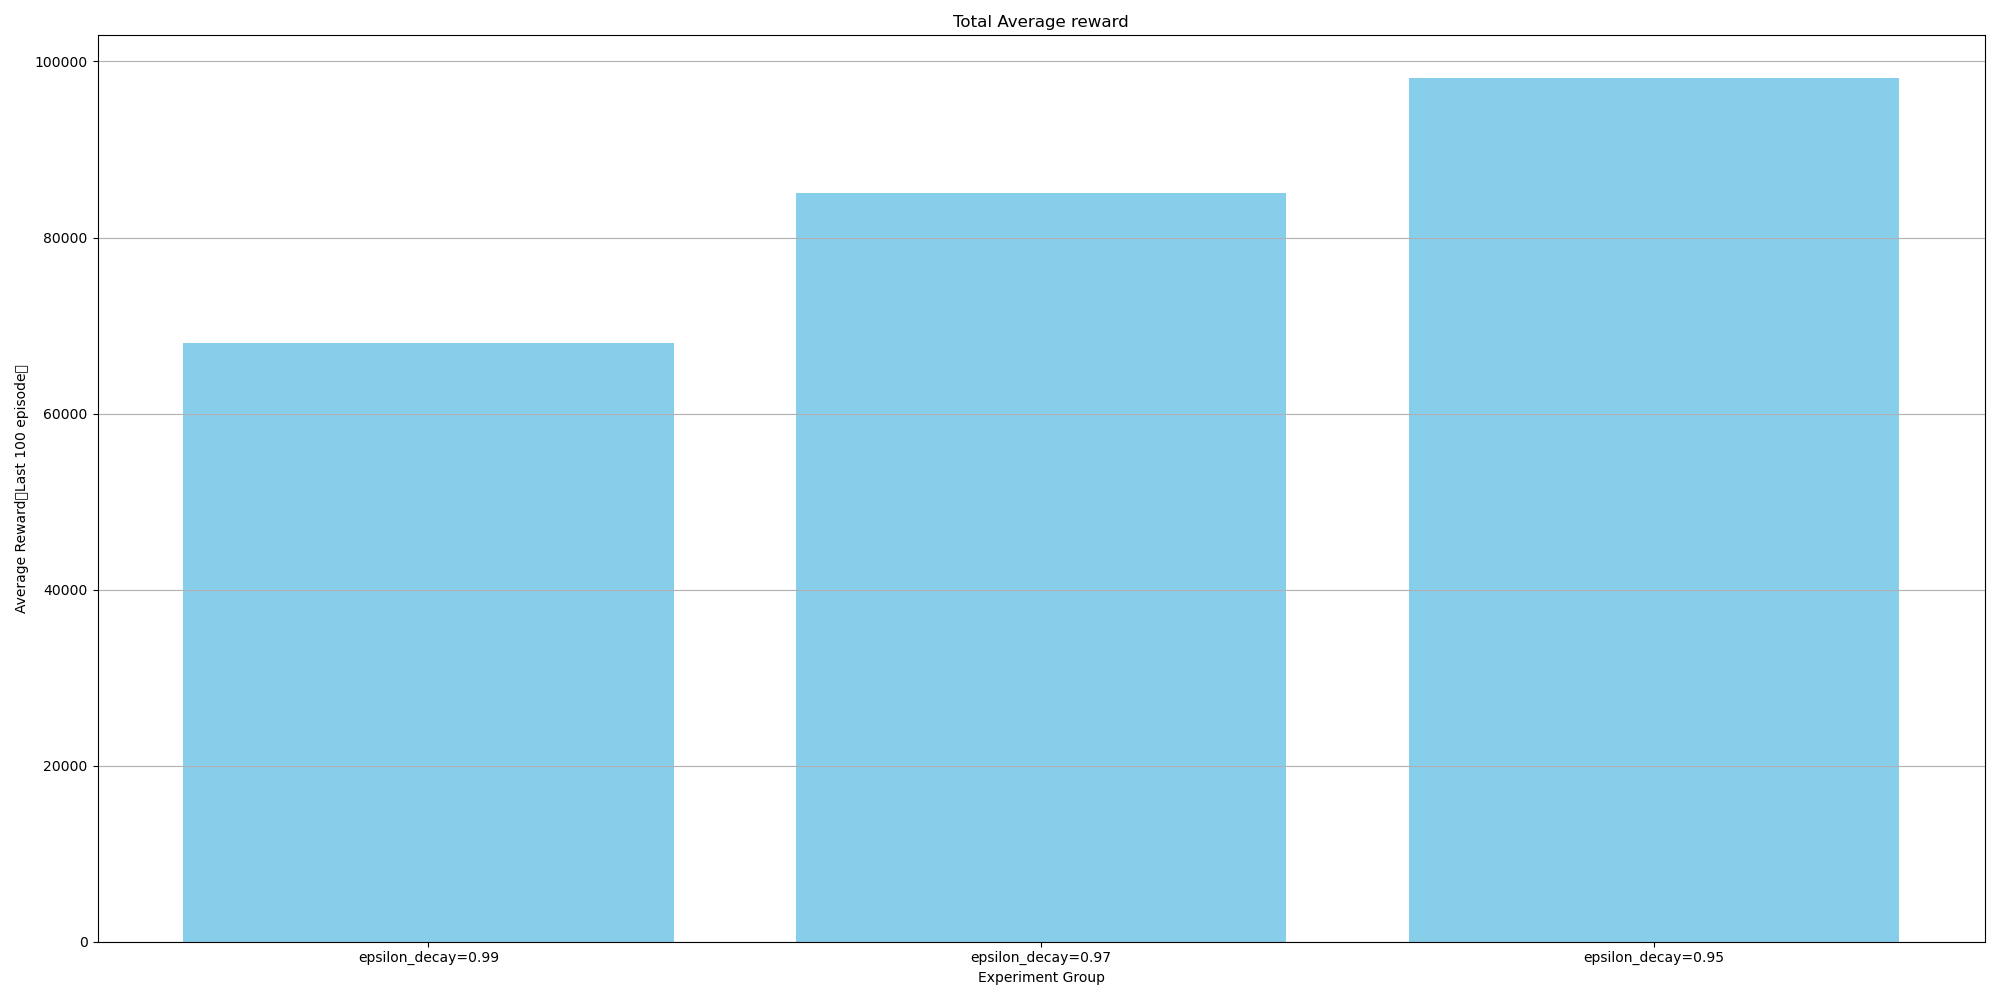 Total Average reward
100000
80000
60000
40000
20000
0
Average Reward▯Last 100 episode▯
epsilon_decay=0.99
epsilon_decay=0.97
epsilon_decay=0.95
Experiment Group